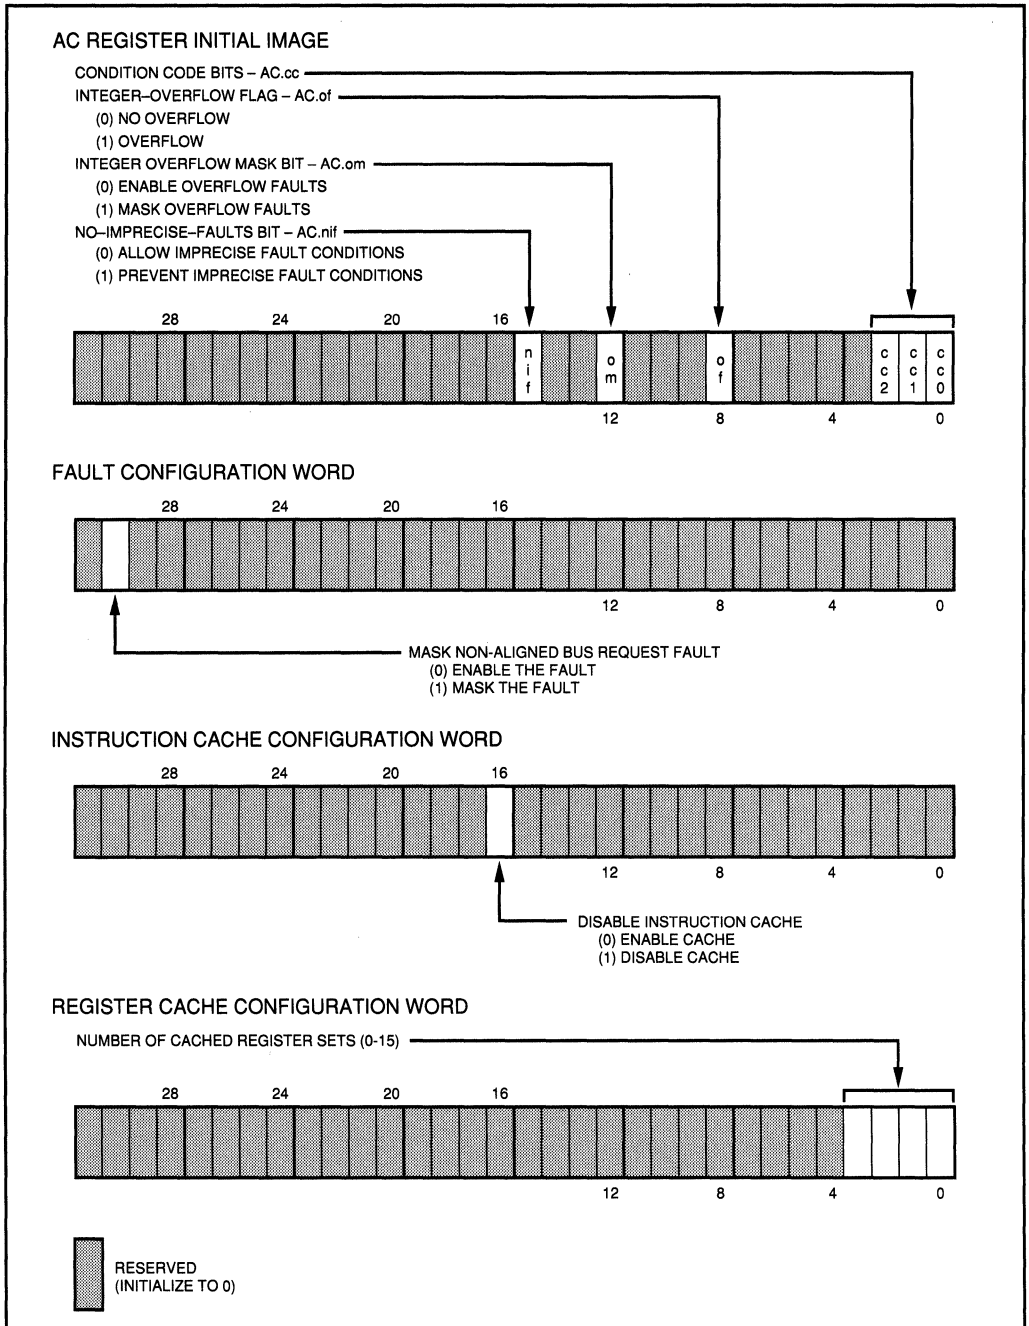 AC REGISTER INITIAL IMAGE
CONDITION CODE BITS – AC.cc
INTEGER–OVERFLOW FLAG – AC.of
(0) NO OVERFLOW
(1) OVERFLOW
INTEGER OVERFLOW MASK BIT – AC.om
(0) ENABLE OVERFLOW FAULTS
(1) MASK OVERFLOW FAULTS
NO–IMPRECISE–FAULTS BIT – AC.nif
(0) ALLOW IMPRECISE FAULT CONDITIONS
(1) PREVENT IMPRECISE FAULT CONDITIONS
28 24 20 16
nif om of cc2 cc1 cc0
12 8 4 0
FAULT CONFIGURATION WORD
28 24 20 16
12 8 4 0
MASK NON-ALIGNED BUS REQUEST FAULT
(0) ENABLE THE FAULT
(1) MASK THE FAULT
INSTRUCTION CACHE CONFIGURATION WORD
28 24 20 16
12 8 4 0
DISABLE INSTRUCTION CACHE
(0) ENABLE CACHE
(1) DISABLE CACHE
REGISTER CACHE CONFIGURATION WORD
NUMBER OF CACHED REGISTER SETS (0-15)
28 24 20 16
12 8 4 0
RESERVED
(INITIALIZE TO 0)